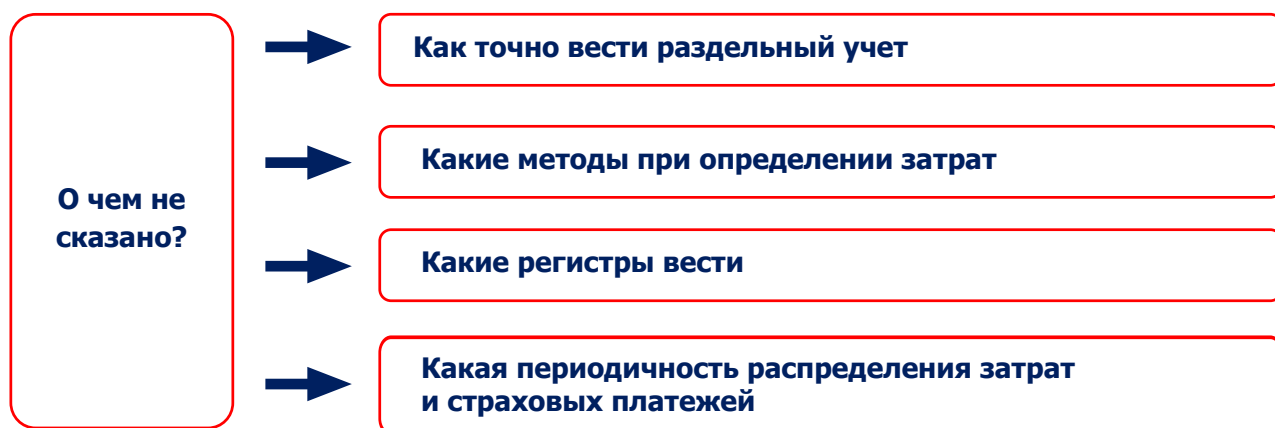 О чем не
сказано?
Как точно вести раздельный учет
Какие методы при определении затрат
Какие регистры вести
Какая периодичность распределения затрат
и страховых платежей